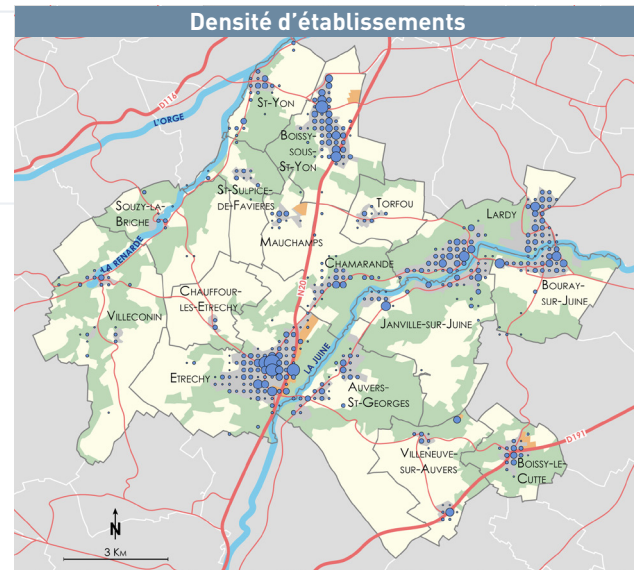 Densité d'établissements
D116
L'ORGE
ST-YON
BOISSY-
SOUS-
ST-YON
ST-SULPICE-
DE-FAVIERES
SOUZY-LA-
BRICHE
TORFOU
LARDY
MAUCHAMPS
LA RENARDE
CHAMARANDE
N20
CHAUFFOUR-
LES-ETRECHY
BOURAY-
SUR-JUINE
VILLECONIN
JANVILLE-SUR-JUINE
LA JUINE
ETRECHY
AUVERS-
ST-GEORGES
D191
VILLENEUVE-
SUR-AUVERS
BOISSY-LE-
CUTTE
N
3 KM